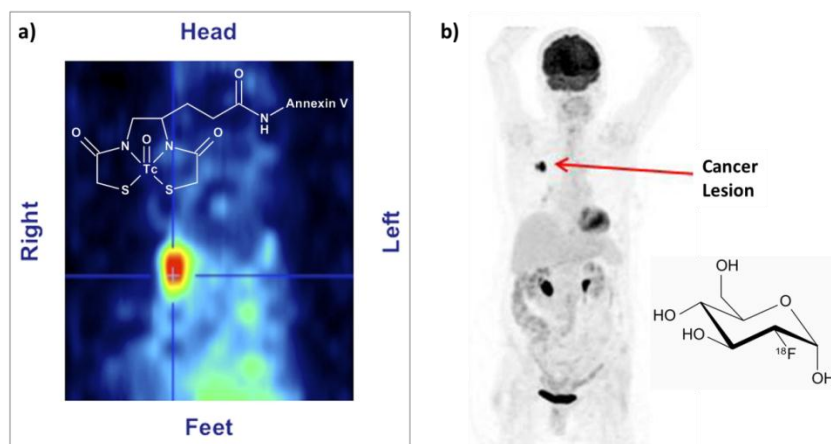 a)
Head
O
Annexin V
N
H
O
O
O
N
N
Tc
S
S
Right
Left
Feet
b)
Cancer
Lesion
OH
O
HO
HO
18F
OH